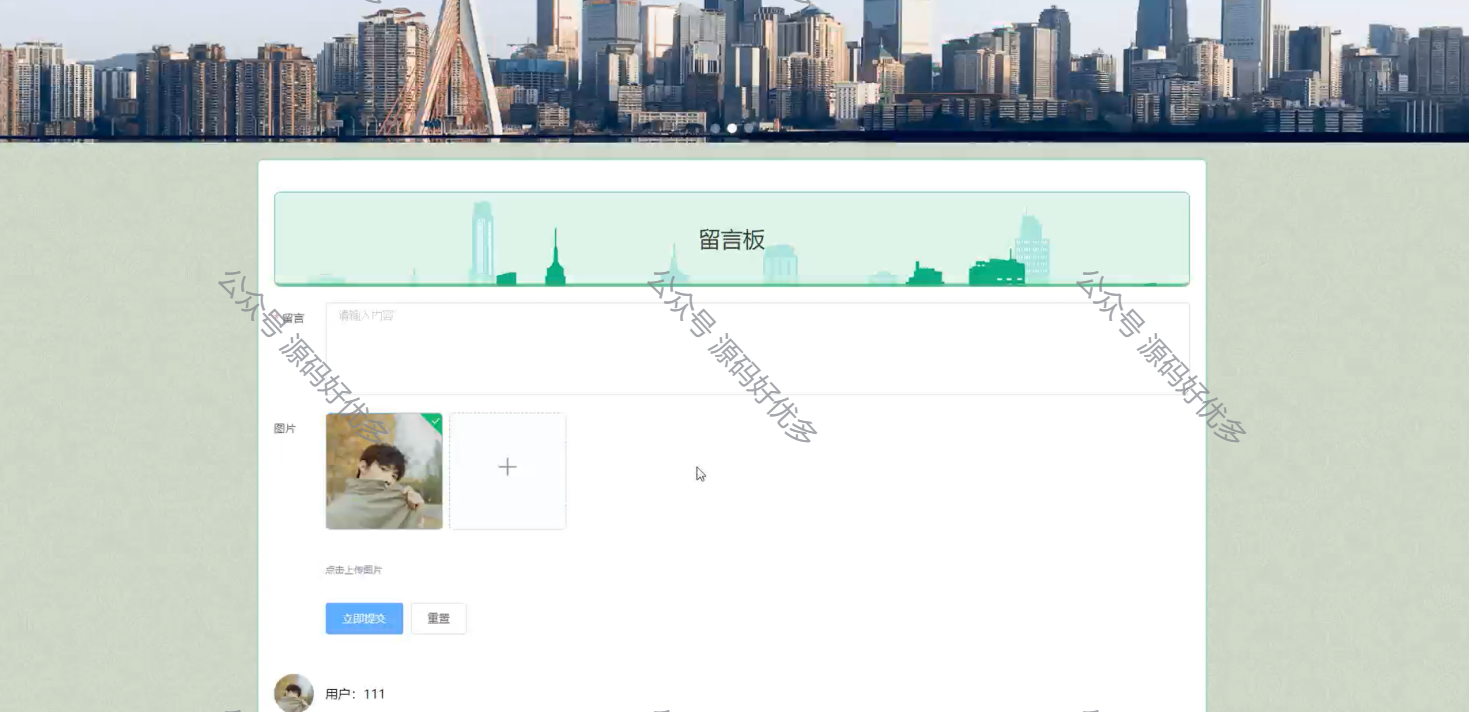 留言板
* 留言
请输入内容
图片
点击上传图片
立即提交 重置
用户：111
公众号 源码好优多
公众号 源码好优多
公众号 源码好优多